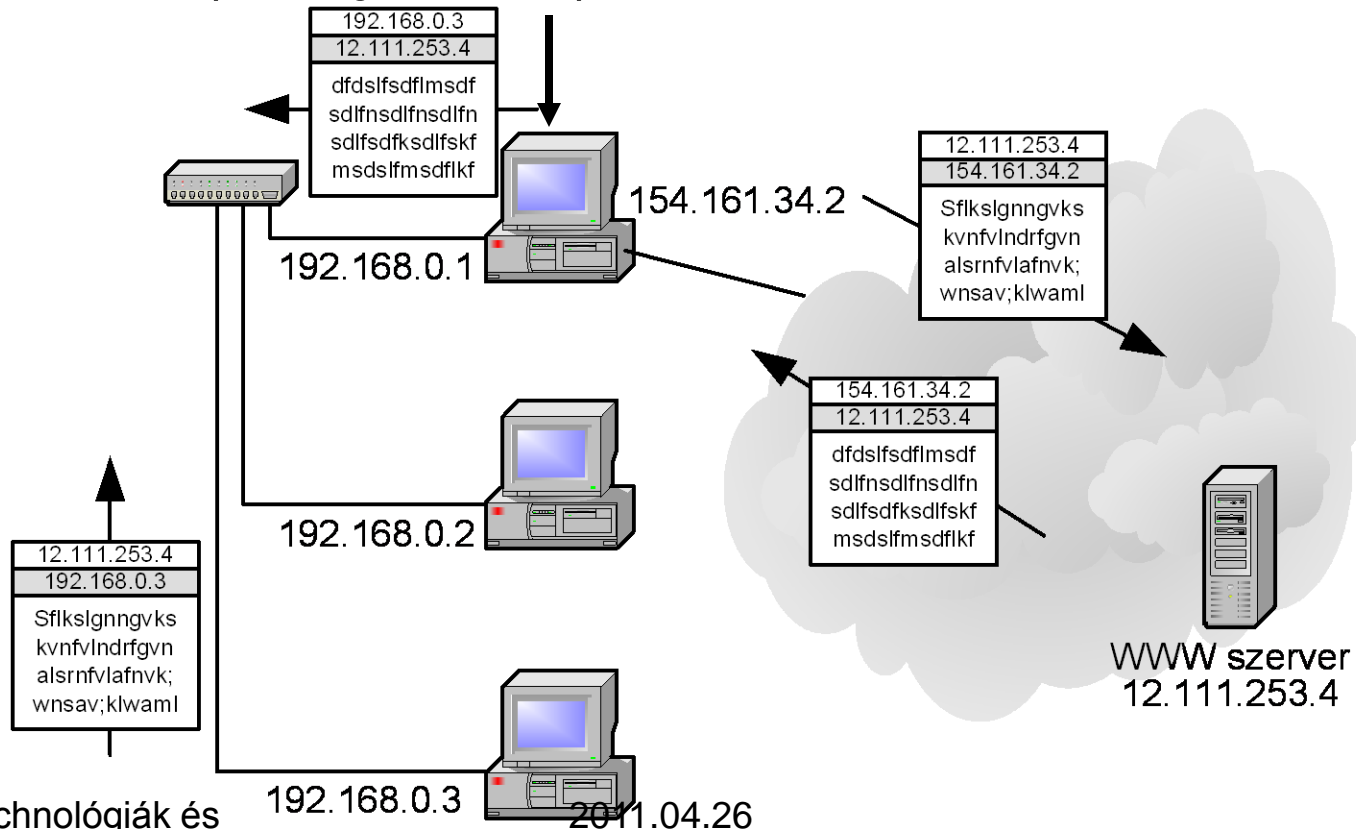 192.168.0.3
12.111.253.4
dfdslfsdflmsdf
sdlfnsdlfnsdlfn
sdlfsdfksdlfskf
msdslfmsdflkf
12.111.253.4
154.161.34.2
Sflkslgnngvks
kvnfvlndrfgvn
alsrnfvlafnvk;
wnsav;klwaml
154.161.34.2
192.168.0.1
154.161.34.2
12.111.253.4
dfdslfsdflmsdf
sdlfnsdlfnsdlfn
sdlfsdfksdlfskf
msdslfmsdflkf
192.168.0.2
12.111.253.4
192.168.0.3
Sflkslgnngvks
kvnfvlndrfgvn
alsrnfvlafnvk;
wnsav;klwaml
WWW szerver
12.111.253.4
192.168.0.3
chnológiák és
2011.04.26